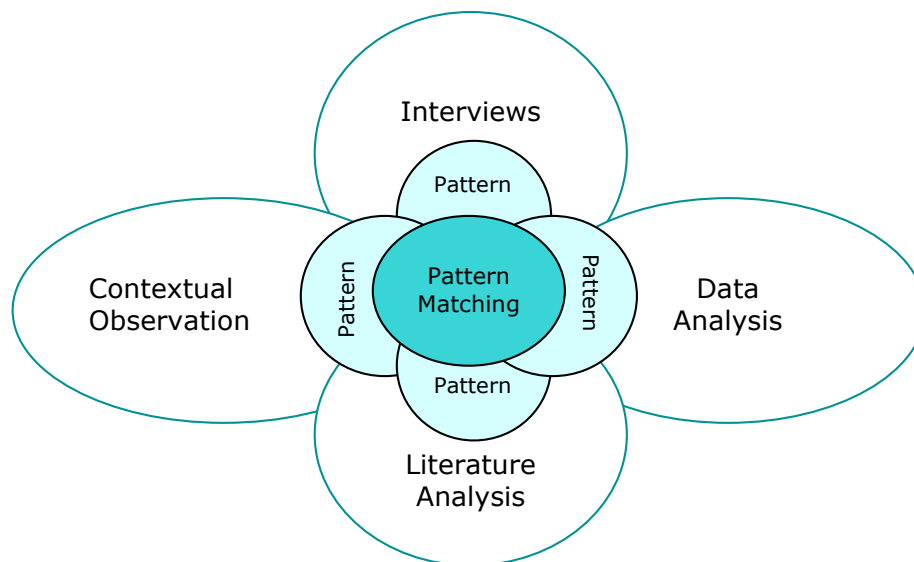 Interviews
Pattern
Contextual
Observation
Pattern
Pattern
Matching
Pattern
Data
Analysis
Pattern
Literature
Analysis